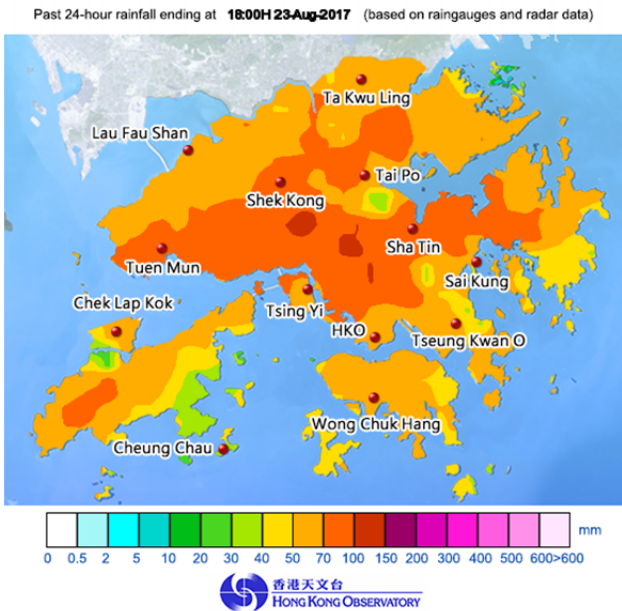 Past 24-hour rainfall ending at 18:00H 23-Aug-2017 (based on raingauges and radar data)
Ta Kwu Ling
Lau Fau Shan
Tai Po
Shek Kong
Sha Tin
Tuen Mun
Sai Kung
Chek Lap Kok
Tsing Yi
HKO
Tseung Kwan O
Wong Chuk Hang
Cheung Chau
mm
0 0.5 2 5 10 20 30 40 50 70 100 150 200 300 400 500 600>600
香港天文台
HONG KONG OBSERVATORY